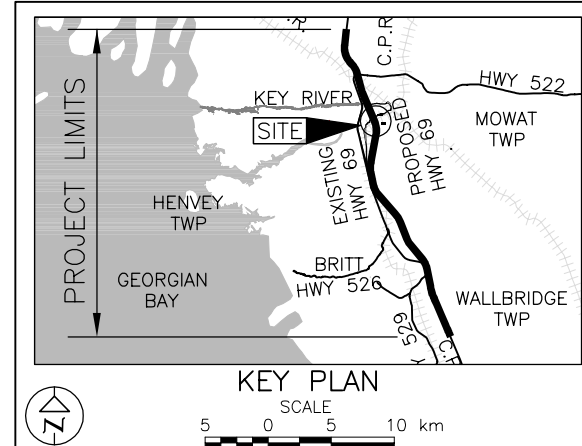 C.P.R.
.R.
HWY 522
KEY RIVER
MOWAT
TWP
SITE
PROPOSED
HWY 69
EXISTING
HWY 69
PROJECT LIMITS
HENVEY
TWP
BRITT
HWY 526
GEORGIAN
BAY
WALLBRIDGE
TWP
Y 529
KEY PLAN
SCALE
N
5 0 5 10 km